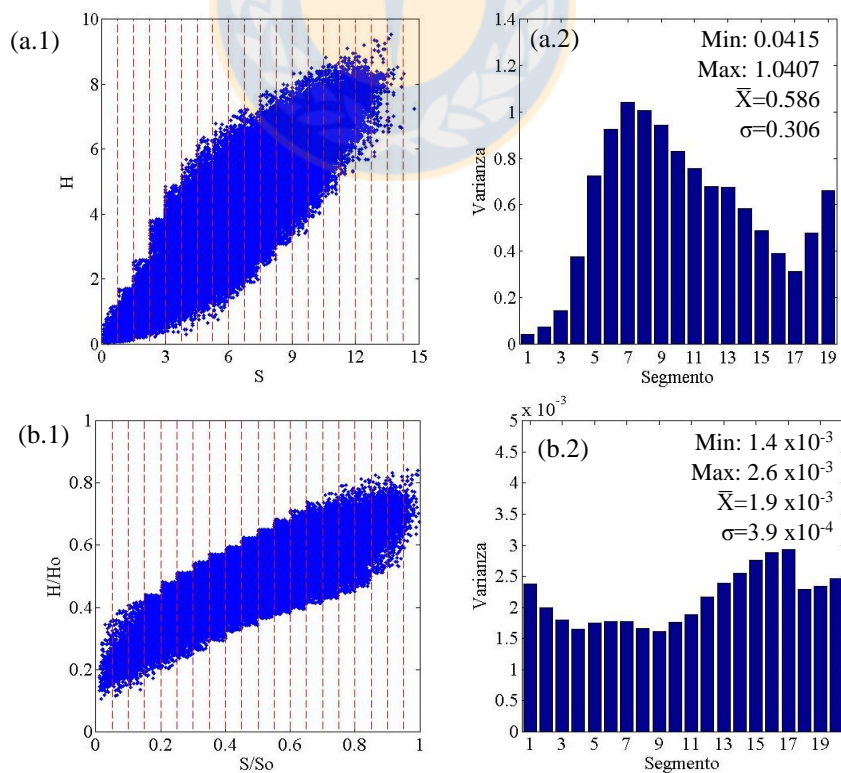 (a.1)
10
8
6
4
2
0
H
0 3 6 9 12 15
S
(a.2)
1.4
1.2
1
0.8
0.6
0.4
0.2
0
Varianza
Min: 0.0415
Max: 1.0407
X̅=0.586
σ=0.306
1 3 5 7 9 11 13 15 17 19
Segmento
(b.1)
1
0.8
0.6
0.4
0.2
0
H/Ho
0 0.2 0.4 0.6 0.8 1
S/So
(b.2)
x 10⁻³
5
4.5
4
3.5
3
2.5
2
1.5
1
0.5
0
Varianza
Min: 1.4 x10⁻³
Max: 2.6 x10⁻³
X̅=1.9 x10⁻³
σ=3.9 x10⁻⁴
1 3 5 7 9 11 13 15 17 19
Segmento